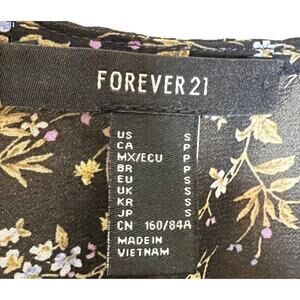 FOREVER 21
US S
CA P
MX/ECU P
BR P
EU S
UK S
KR S
JP S
CN 160/84A
MADE IN
VIETNAM